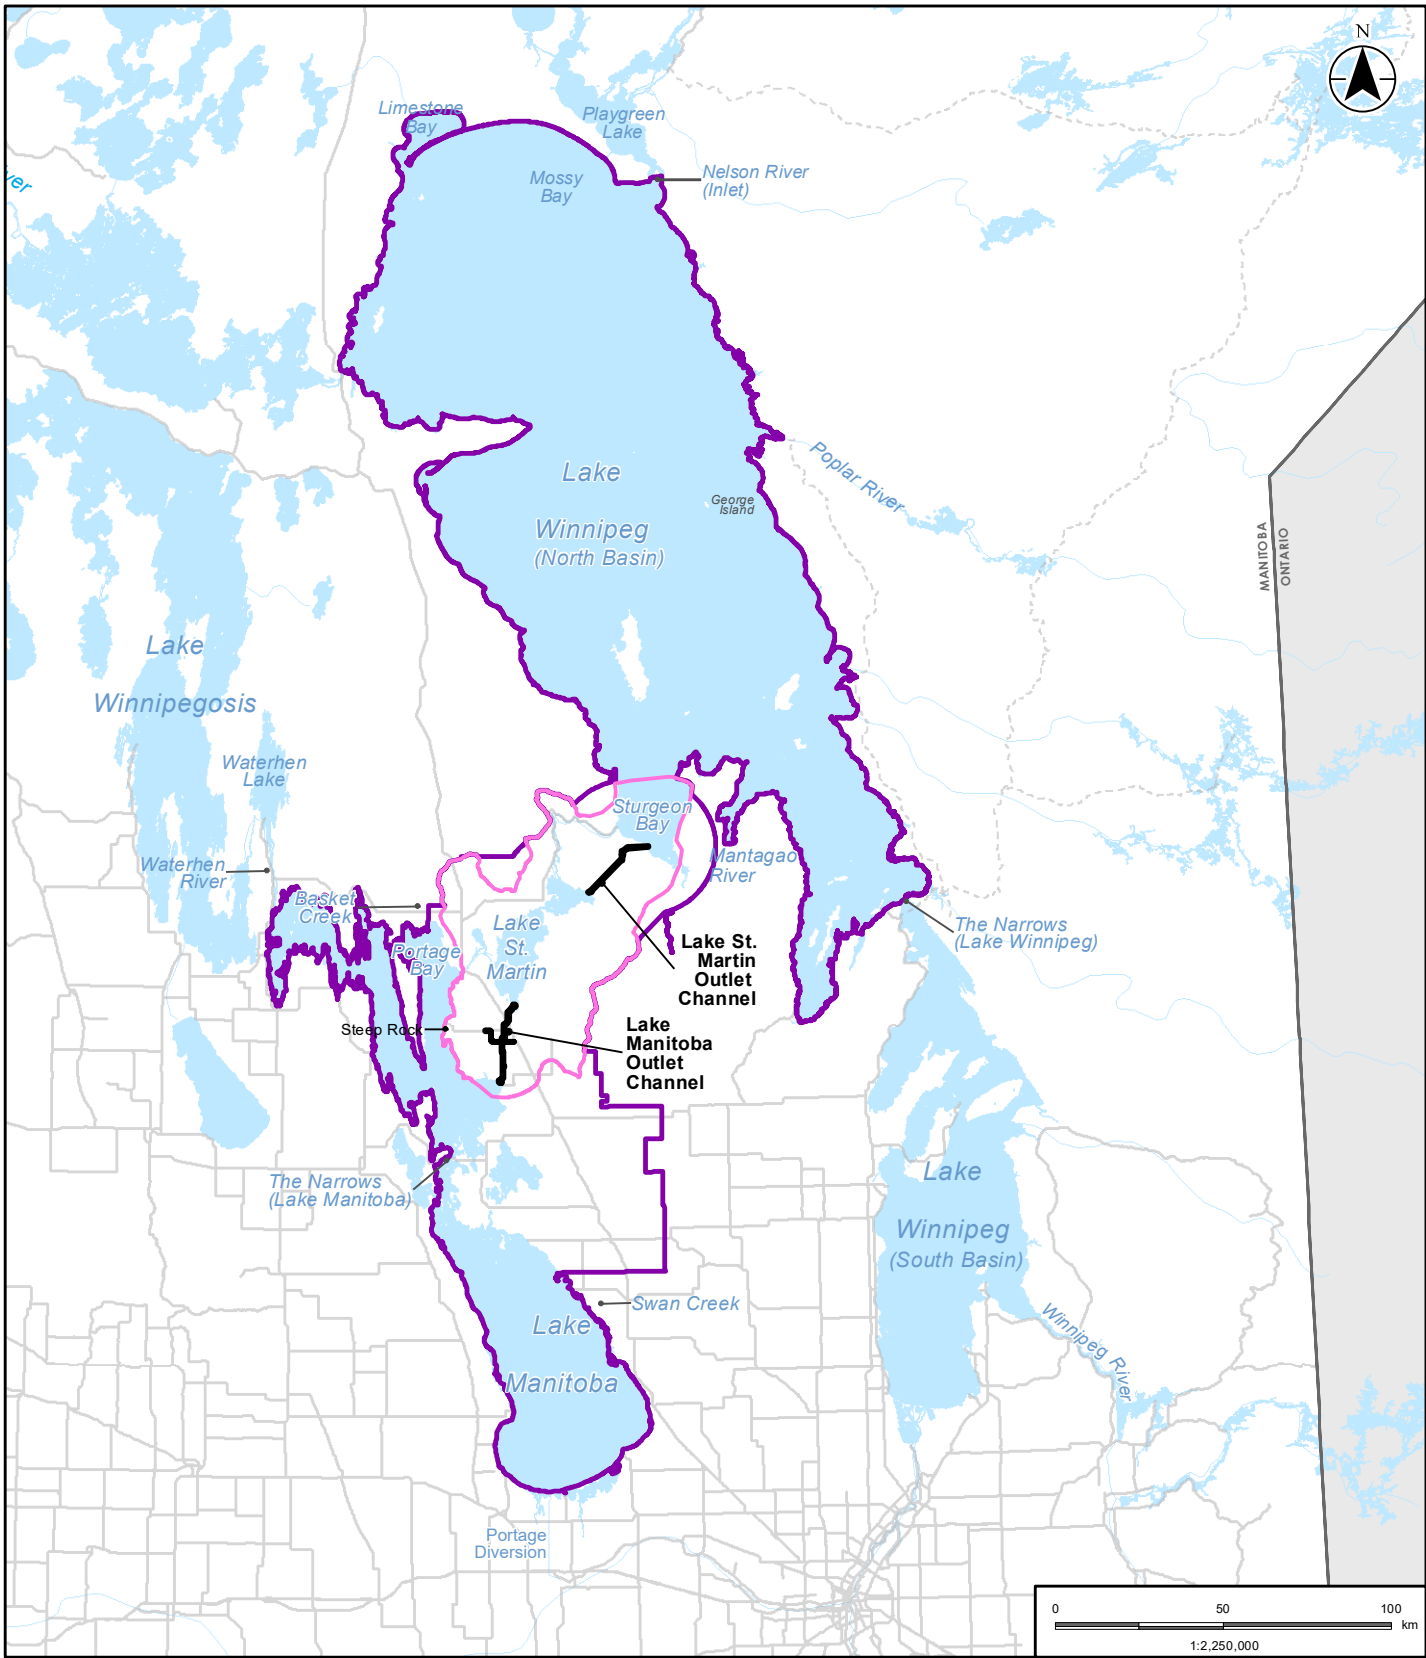 N
Limestone
Bay
Playgreen
Lake
Mossy
Bay
Nelson River
(Inlet)
ver
Lake
Winnipeg
(North Basin)
George
Island
Poplar River
MANITOBA
ONTARIO
Lake
Winnipegosis
Waterhen
Lake
Sturgeon
Bay
Mantagao
River
Waterhen
River
Basket
Creek
Portage
Bay
Lake
St.
Martin
Lake St.
Martin
Outlet
Channel
The Narrows
(Lake Winnipeg)
Steep Rock
Lake
Manitoba
Outlet
Channel
The Narrows
(Lake Manitoba)
Lake
Winnipeg
(South Basin)
Swan Creek
Lake
Manitoba
Winnipeg River
Portage
Diversion
0 50 100
km
1:2,250,000